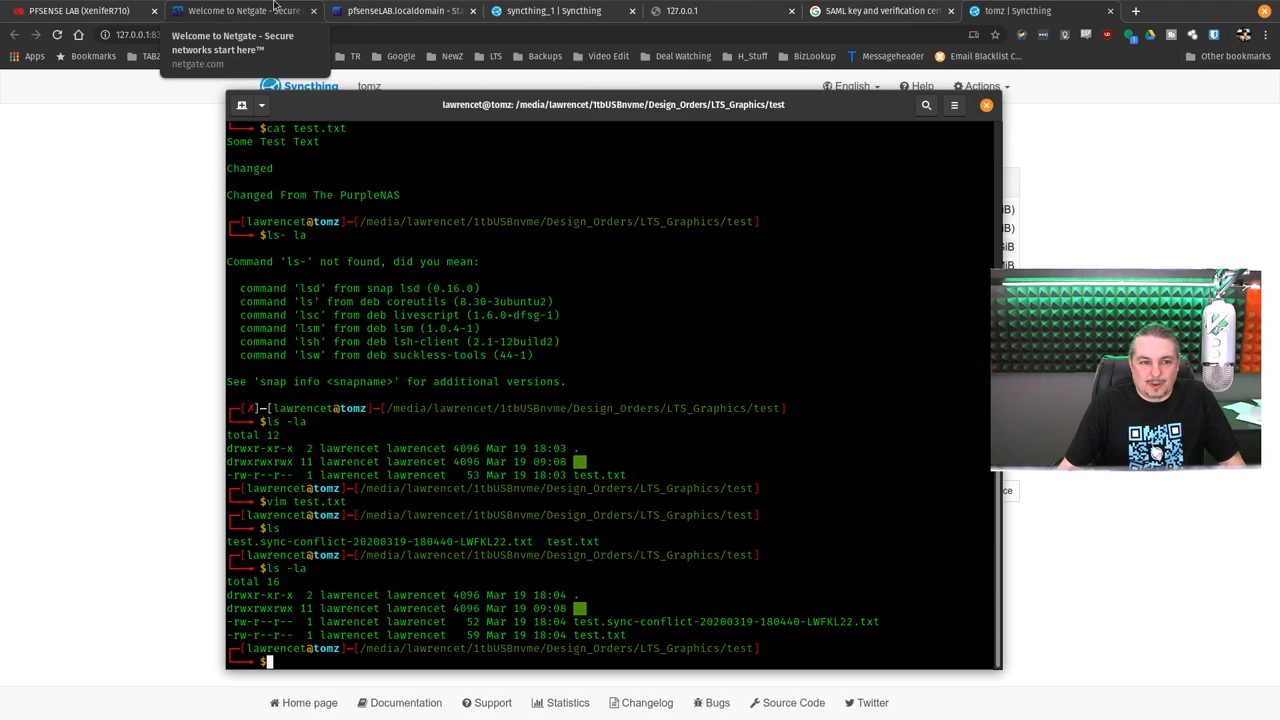 PFSENSE LAB (Xenifer710)
Welcome to Netgate - Secure
pfsenseLAB.localdomain - Sta
syncthing_1 | Syncthing
127.0.0.1
SAML key and verification cert
tomz | Syncthing
127.0.0.1:83
Welcome to Netgate - Secure
networks start here™
netgate.com
Apps
Bookmarks
TABZ
TR
Google
NewZ
LTS
Backups
Video Edit
Deal Watching
H_Stuff
BizLookup
Messageheader
Email Blacklist C
Other bookmarks
Syncthing
tomz
English
Help
Actions
lawrencet@tomz: /media/lawrencet/1tbUSBnvme/Design_Orders/LTS_Graphics/test
$cat test.txt
Some Test Text
Changed
Changed From The PurpleNAS
[lawrencet@tomz]─[/media/lawrencet/1tbUSBnvme/Design_Orders/LTS_Graphics/test]
$ls- la
Command 'ls-' not found, did you mean:
command 'lsd' from snap lsd (0.16.0)
command 'ls' from deb coreutils (8.30-3ubuntu2)
command 'lsc' from deb livescript (1.6.0+dfsg-1)
command 'lsm' from deb lsm (1.0.4-1)
command 'lsh' from deb lsh-client (2.1-12build2)
command 'lsw' from deb suckless-tools (44-1)
See 'snap info <snapname>' for additional versions.
[✗]─[lawrencet@tomz]─[/media/lawrencet/1tbUSBnvme/Design_Orders/LTS_Graphics/test]
$ls -la
total 12
drwxr-xr-x 2 lawrencet lawrencet 4096 Mar 19 18:03 .
drwxrwxrwx 11 lawrencet lawrencet 4096 Mar 19 09:08
-rw-r--r-- 1 lawrencet lawrencet 53 Mar 19 18:03 test.txt
[lawrencet@tomz]─[/media/lawrencet/1tbUSBnvme/Design_Orders/LTS_Graphics/test]
$vim test.txt
[lawrencet@tomz]─[/media/lawrencet/1tbUSBnvme/Design_Orders/LTS_Graphics/test]
$ls
test.sync-conflict-20200319-180440-LWFKL22.txt test.txt
[lawrencet@tomz]─[/media/lawrencet/1tbUSBnvme/Design_Orders/LTS_Graphics/test]
$ls -la
total 16
drwxr-xr-x 2 lawrencet lawrencet 4096 Mar 19 18:04 .
drwxrwxrwx 11 lawrencet lawrencet 4096 Mar 19 09:08
-rw-r--r-- 1 lawrencet lawrencet 52 Mar 19 18:04 test.sync-conflict-20200319-180440-LWFKL22.txt
-rw-r--r-- 1 lawrencet lawrencet 59 Mar 19 18:04 test.txt
[lawrencet@tomz]─[/media/lawrencet/1tbUSBnvme/Design_Orders/LTS_Graphics/test]
$
Home page
Documentation
Support
Statistics
Changelog
Bugs
Source Code
Twitter